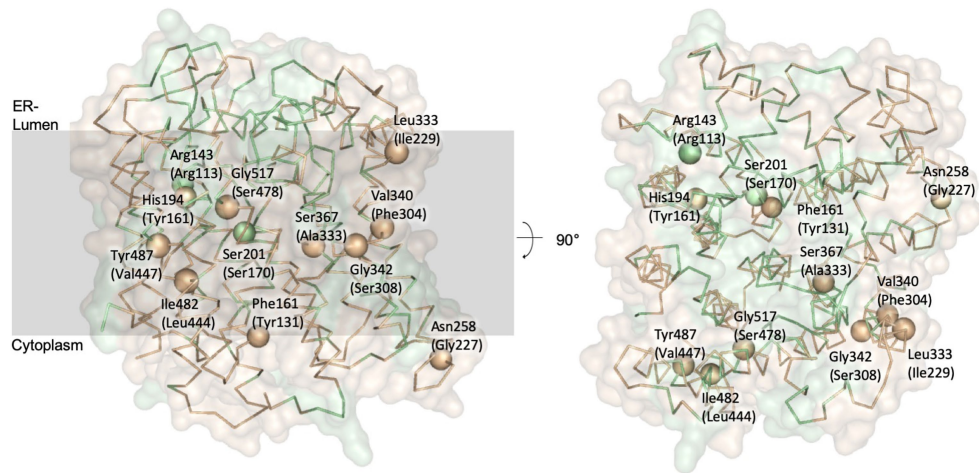 ER-
Lumen
Leu333
(Ile229)
Arg143
(Arg113)
Gly517
(Ser478)
His194
(Tyr161)
Val340
(Phe304)
Ser367
(Ala333)
Tyr487
(Val447)
Ser201
(Ser170)
Gly342
(Ser308)
Ile482
(Leu444)
Phe161
(Tyr131)
Asn258
(Gly227)
Cytoplasm
90°
Arg143
(Arg113)
Ser201
(Ser170)
Asn258
(Gly227)
His194
(Tyr161)
Phe161
(Tyr131)
Ser367
(Ala333)
Val340
(Phe304)
Gly517
(Ser478)
Tyr487
(Val447)
Gly342
(Ser308)
Leu333
(Ile229)
Ile482
(Leu444)